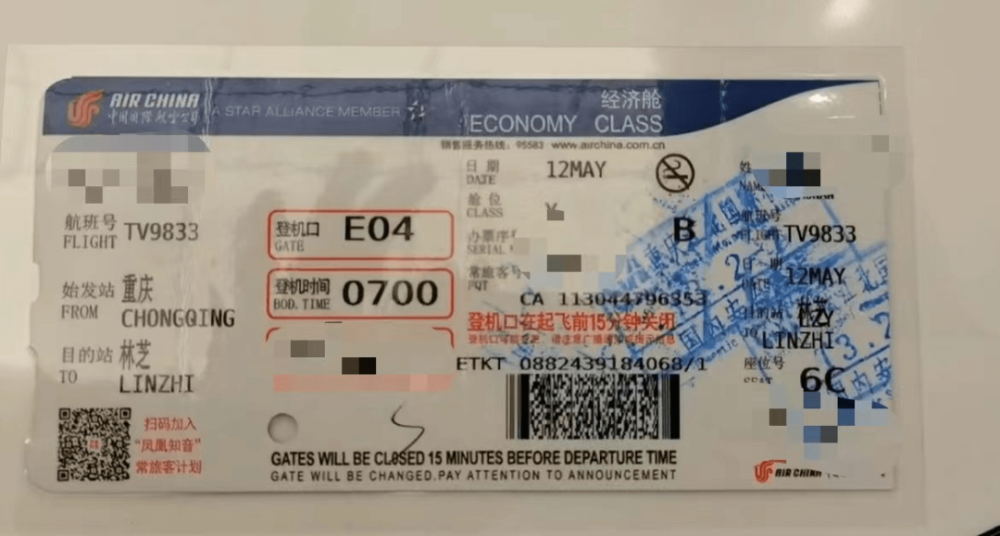 AIR CHINA
中国国际航空公司
A STAR ALLIANCE MEMBER
经济舱
ECONOMY CLASS
销售服务热线: 95583 www.airchina.com.cn
航班号
FLIGHT TV9833
始发站 重庆
FROM CHONGQING
目的站 林芝
TO LINZHI
登机口
GATE E04
登机时间
BOD.TIME 0700
日期
DATE 12MAY
舱位
CLASS Y
B
SERIAL
常旅客号
FQT
CA 113044796353
登机口在起飞前15分钟关闭
ETKT 0882439184068/1
扫码加入
"凤凰知音"
常旅客计划
GATES WILL BE CLOSED 15 MINUTES BEFORE DEPARTURE TIME
GATE WILL BE CHANGED.PAY ATTENTION TO ANNOUNCEMENT
姓
航班号
FLIGHT TV9833
12MAY
目的站 林芝
LINZHI
座位号
SEAT 6C
AIR CHINA